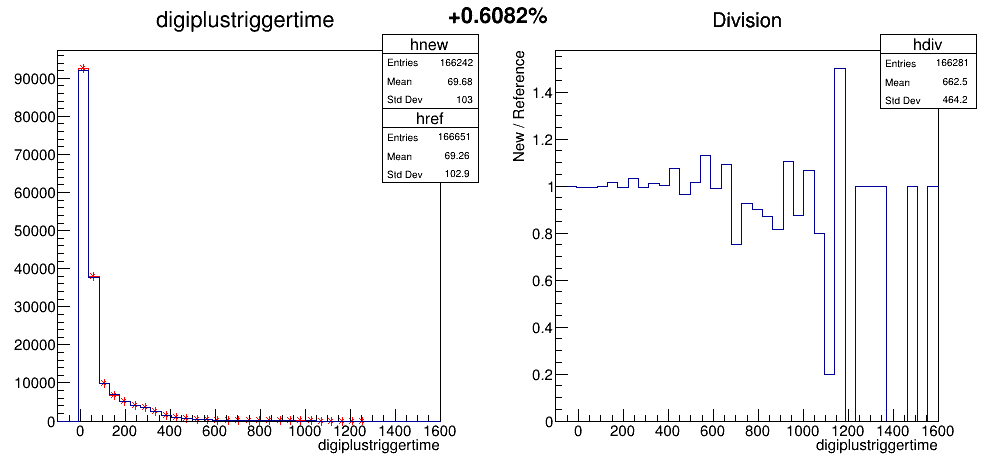 digiplustriggertime
+0.6082%
Division
hnew
Entries 166242
Mean 69.68
Std Dev 103
href
Entries 166651
Mean 69.26
Std Dev 102.9
90000
80000
70000
60000
50000
40000
30000
20000
10000
0
0 200 400 600 800 1000 1200 1400 1600
digiplustriggertime
hdiv
Entries 166281
Mean 662.5
Std Dev 464.2
New / Reference
1.4
1.2
1
0.8
0.6
0.4
0.2
0
0 200 400 600 800 1000 1200 1400 1600
digiplustriggertime